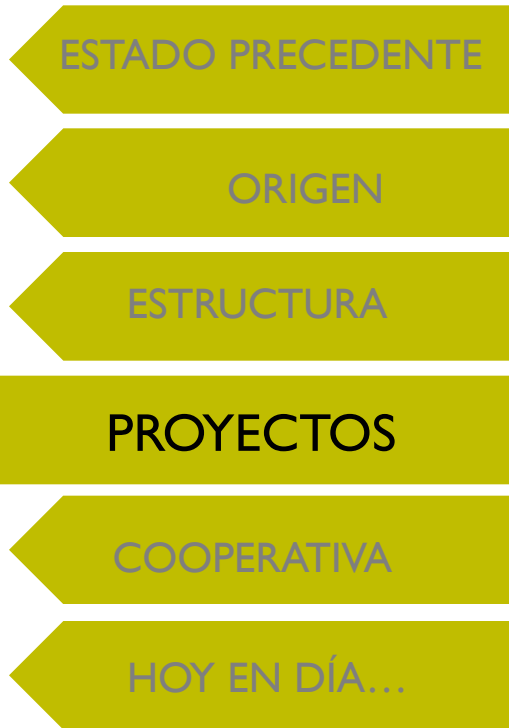 ESTADO PRECEDENTE
ORIGEN
ESTRUCTURA
PROYECTOS
COOPERATIVA
HOY EN DÍA…